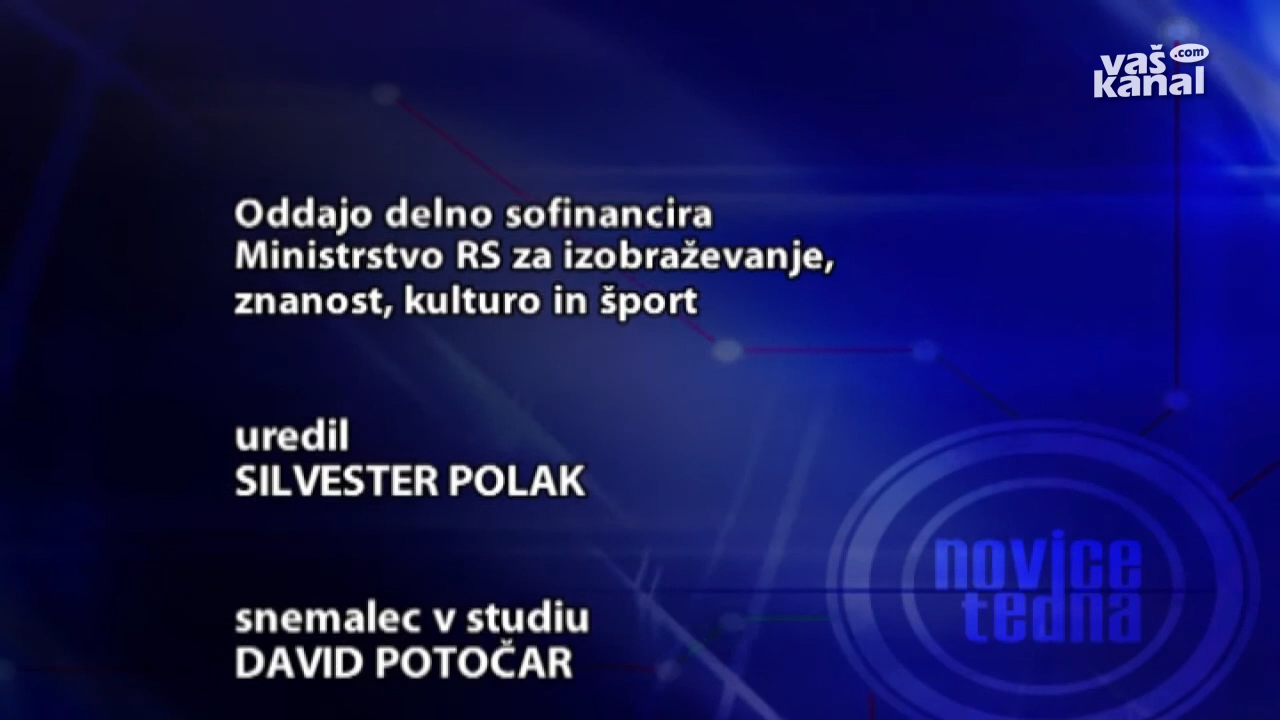 vaš .com
kanal
Oddajo delno sofinancira
Ministrstvo RS za izobraževanje,
znanost, kulturo in šport
uredil
SILVESTER POLAK
novice
tedna
snemalec v studiu
DAVID POTOČAR